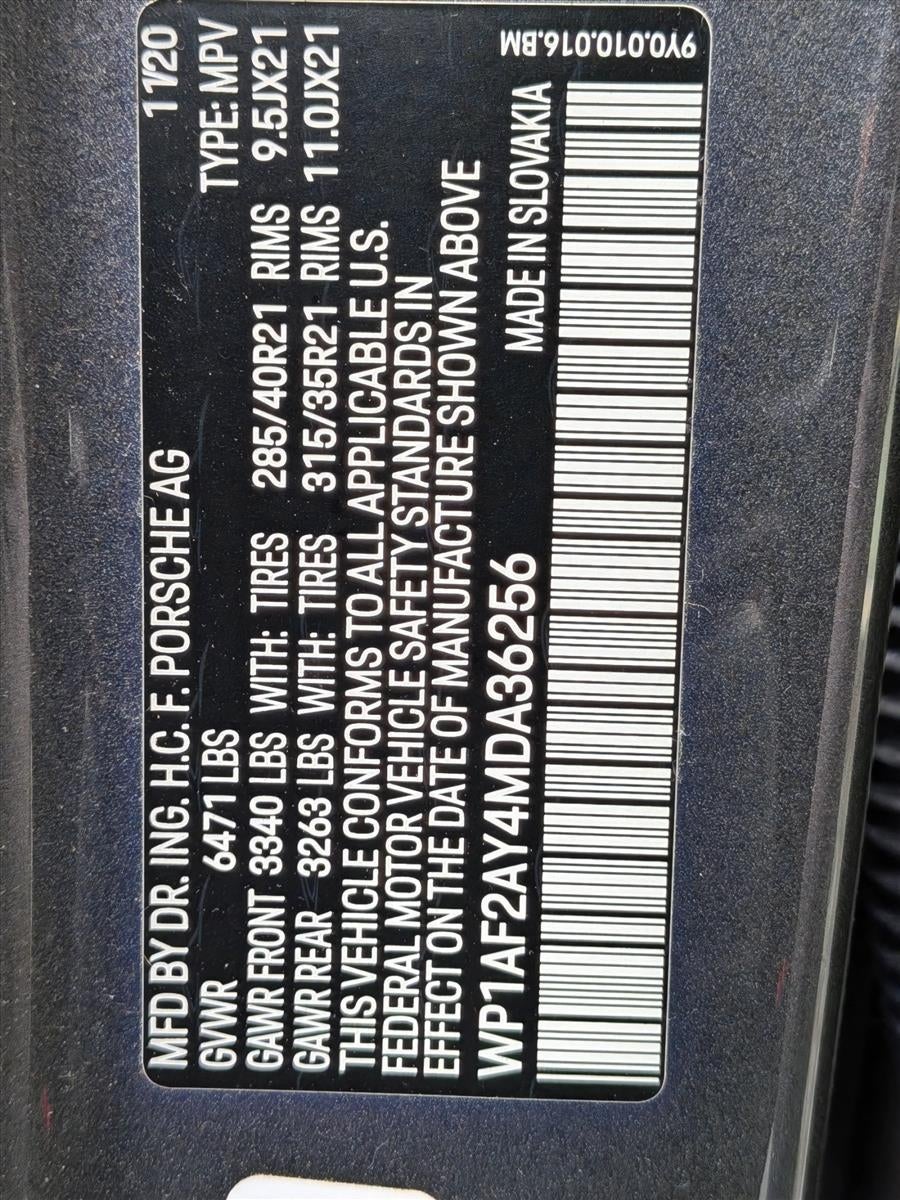 MFD BY DR. ING. H.C. F. PORSCHE AG 11/20
GVWR 6471 LBS TYPE: MPV
GAWR FRONT 3340 LBS WITH: TIRES 285/40R21 RIMS 9.5JX21
GAWR REAR 3263 LBS WITH: TIRES 315/35R21 RIMS 11.0JX21
THIS VEHICLE CONFORMS TO ALL APPLICABLE U.S.
FEDERAL MOTOR VEHICLE SAFETY STANDARDS IN
EFFECT ON THE DATE OF MANUFACTURE SHOWN ABOVE
WP1AF2AY4MDA36256 MADE IN SLOVAKIA
9Y0.010.016.BM